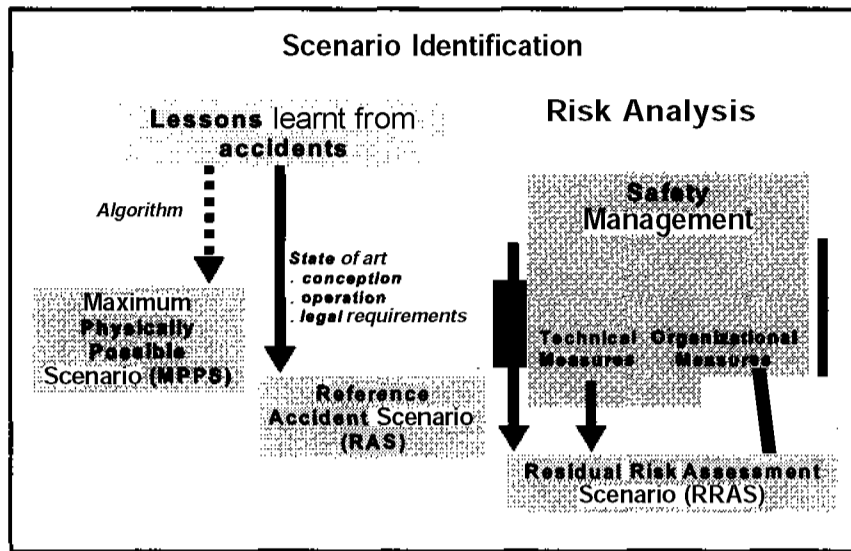 Scenario Identification
Lessons learnt from
accidents
Algorithm
State of art
. conception
. operation
. legal requirements
Maximum
Physically
Possible
Scenario (MPPS)
Reference
Accident Scenario
(RAS)
Risk Analysis
Safety
Management
Technical
Measures
Organizational
Measures
Residual Risk Assessment
Scenario (RRAS)